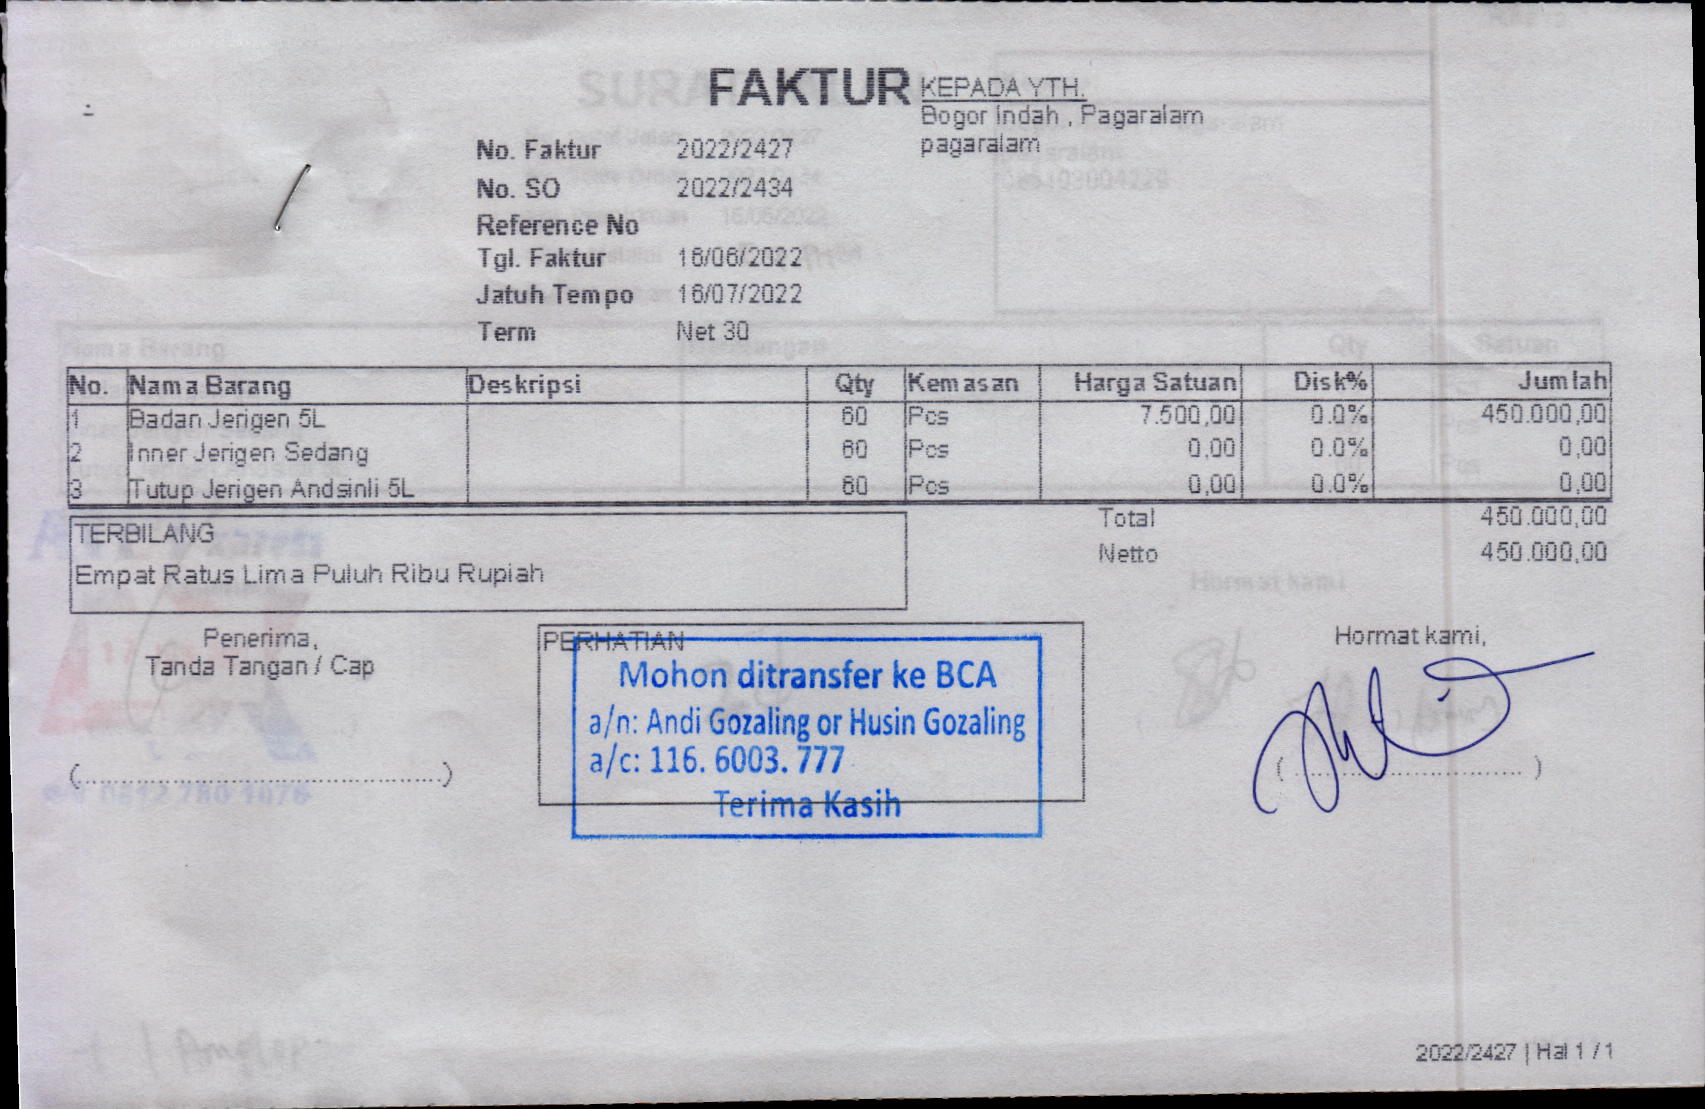 FAKTUR
KEPADA YTH.
Bogor Indah , Pagaralam
pagaralam
No. Faktur 2022/2427
No. SO 2022/2434
Reference No
Tgl. Faktur 16/06/2022
Jatuh Tempo 16/07/2022
Term Net 30
No. Nama Barang Deskripsi Qty Kemasan Harga Satuan Disk% Jumlah
1 Badan Jerigen 5L 60 Pcs 7.500,00 0.0% 450.000,00
2 Inner Jerigen Sedang 60 Pcs 0,00 0.0% 0,00
3 Tutup Jerigen Andsinli 5L 60 Pcs 0,00 0.0% 0,00
Total 450.000,00
Netto 450.000,00
TERBILANG
Empat Ratus Lima Puluh Ribu Rupiah
Penerima,
Tanda Tangan / Cap
(........................................)
PERHATIAN
Mohon ditransfer ke BCA
a/n: Andi Gozaling or Husin Gozaling
a/c: 116. 6003. 777
Terima Kasih
Hormat kami,
( ............................ )
2022/2427 | Hal 1 / 1